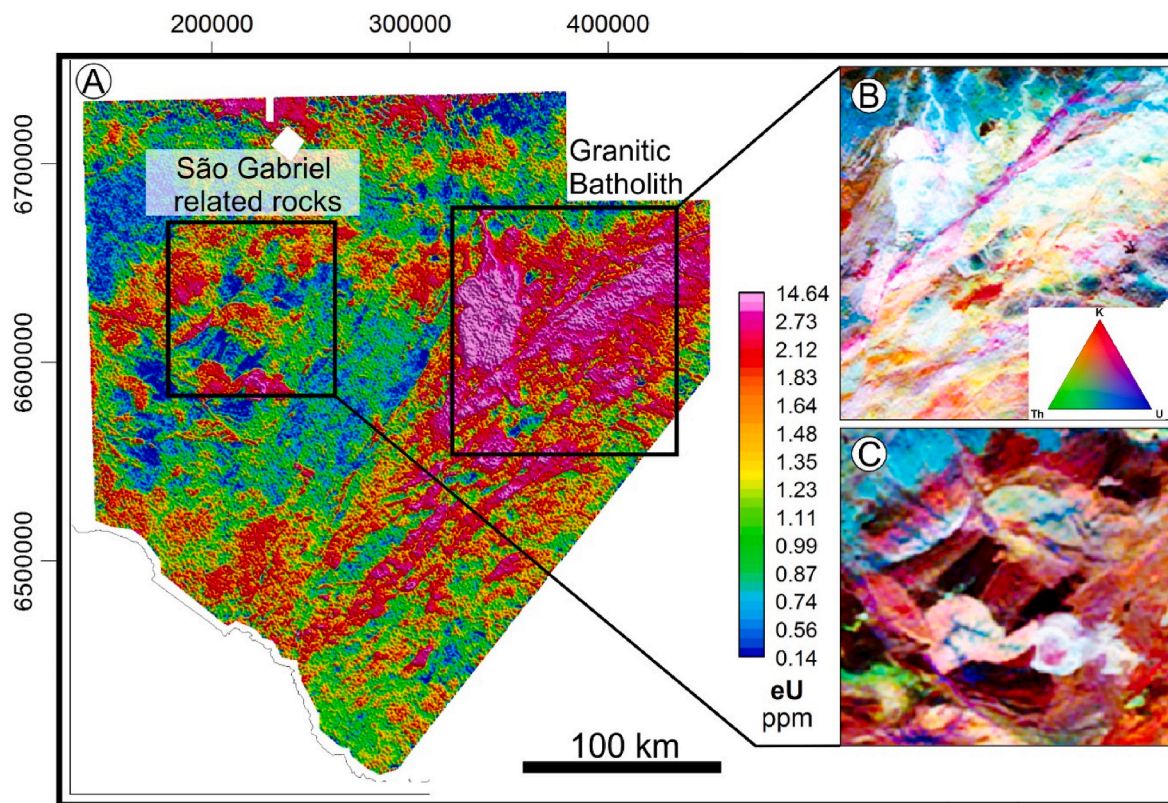 200000
300000
400000
A
São Gabriel
related rocks
Granitic
Batholith
6700000
6600000
6500000
14.64
2.73
2.12
1.83
1.64
1.48
1.35
1.23
1.11
0.99
0.87
0.74
0.56
0.14
eU
ppm
100 km
B
K
Th
U
C